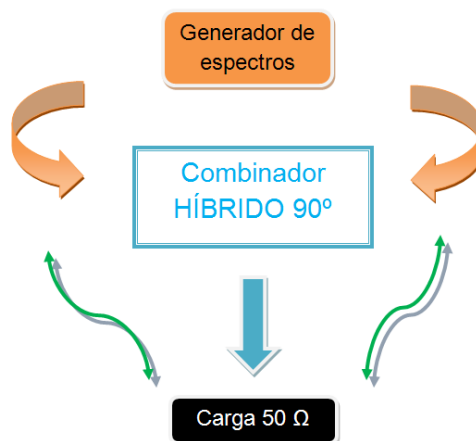 Generador de
espectros
Combinador
HÍBRIDO 90º
Carga 50 Ω